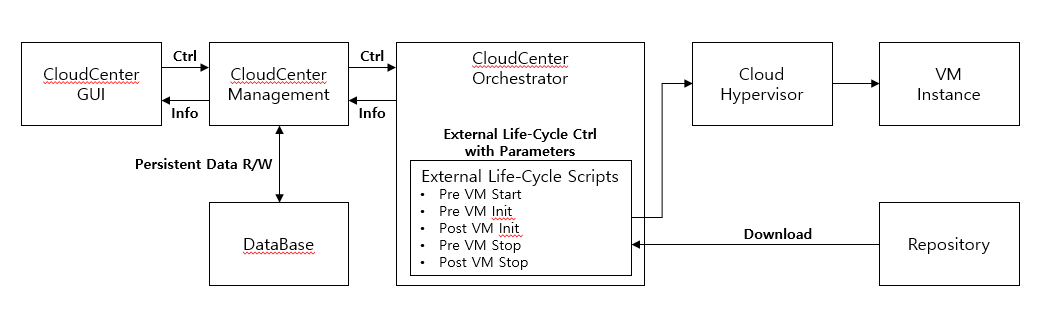 CloudCenter
GUI
Ctrl
Info
CloudCenter
Management
Ctrl
Info
Persistent Data R/W
DataBase
CloudCenter
Orchestrator
External Life-Cycle Ctrl
with Parameters
External Life-Cycle Scripts
• Pre VM Start
• Pre VM Init
• Post VM Init
• Pre VM Stop
• Post VM Stop
Cloud
Hypervisor
VM
Instance
Download
Repository